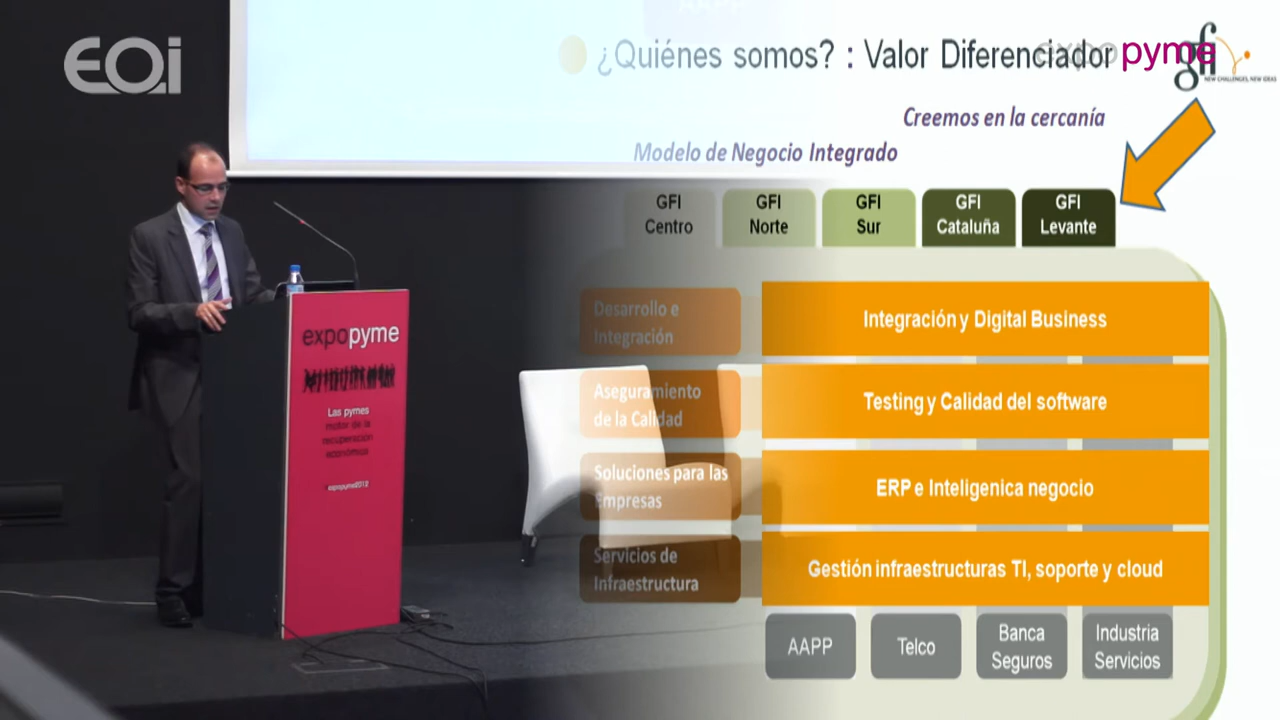 EOi
AAPP
¿Quiénes somos? : Valor Diferenciador
expopyme
gfi
NEW CHALLENGES, NEW IDEAS
Creemos en la cercanía
Modelo de Negocio Integrado
GFI
Centro
GFI
Norte
GFI
Sur
GFI
Cataluña
GFI
Levante
Desarrollo e
Integración
Integración y Digital Business
Aseguramiento
de la Calidad
Testing y Calidad del software
Soluciones para las
Empresas
ERP e Inteligenica negocio
Servicios de
Infraestructura
Gestión infraestructuras TI, soporte y cloud
AAPP
Telco
Banca
Seguros
Industria
Servicios
expopyme
Las pymes
motor de la
recuperación
económica
#expopyme2012